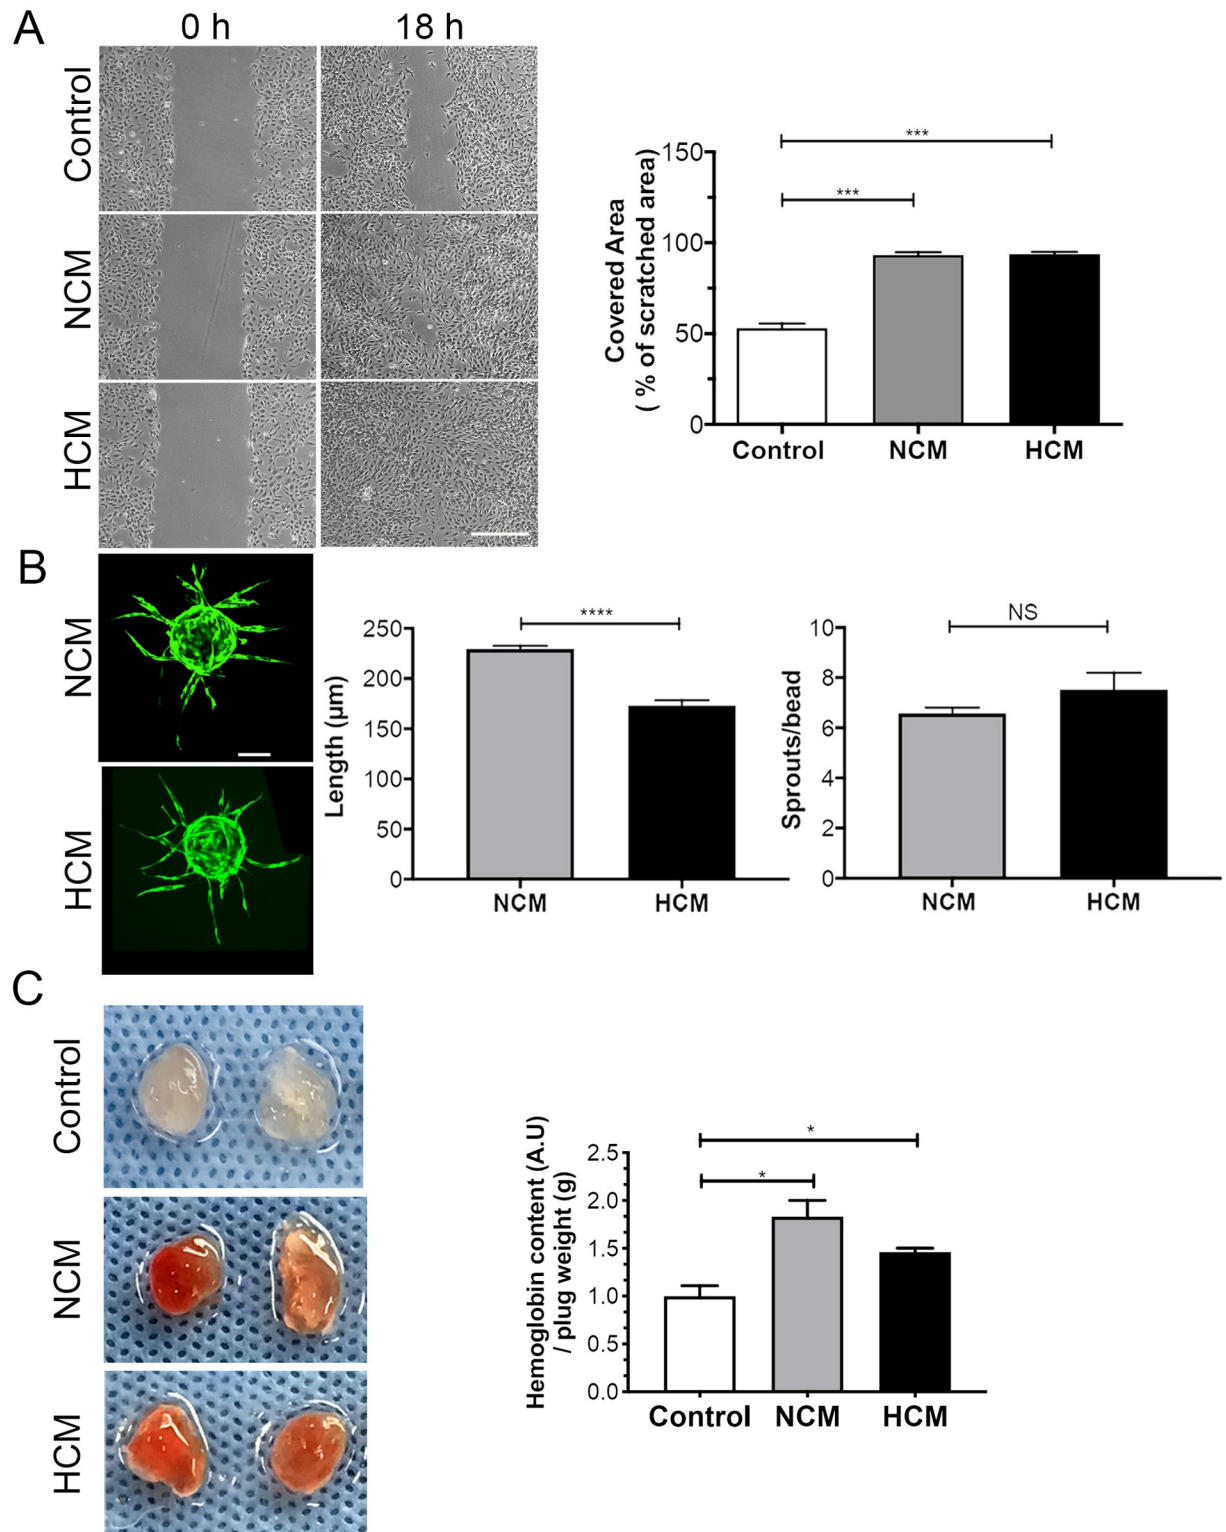 A
0 h
18 h
Control
NCM
HCM
Covered Area
( % of scratched area)
150
100
50
0
***
***
Control
NCM
HCM
B
NCM
HCM
Length (µm)
250
200
150
100
50
0
****
NCM
HCM
Sprouts/bead
10
8
6
4
2
0
NS
NCM
HCM
C
Control
NCM
HCM
Hemoglobin content (A.U)
/ plug weight (g)
2.5
2.0
1.5
1.0
0.5
0.0
*
*
Control
NCM
HCM